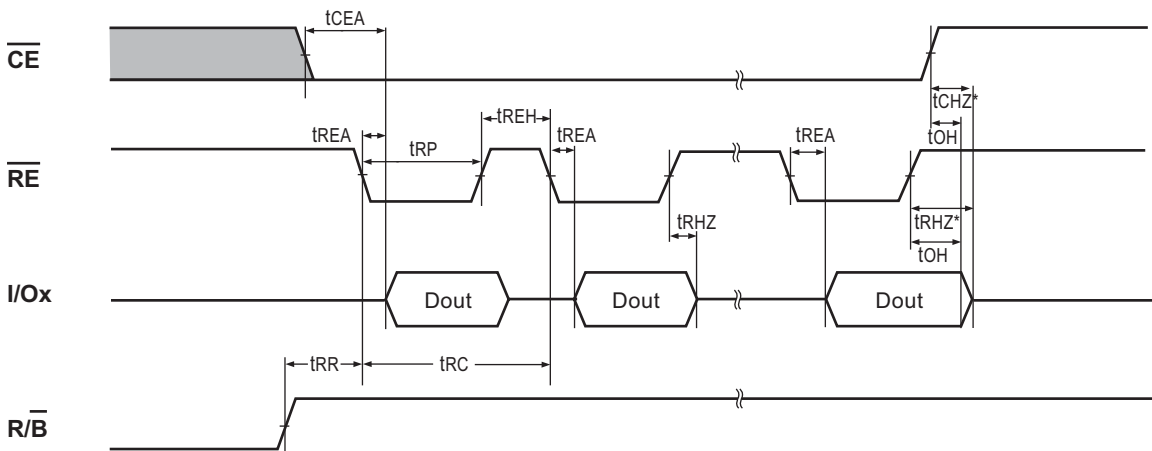 tCEA
CE
tCHZ*
tREH
tREA
tREA
tREA
tOH
tRP
RE
tRHZ*
tRHZ
tOH
I/Ox
Dout
Dout
Dout
tRR
tRC
R/B